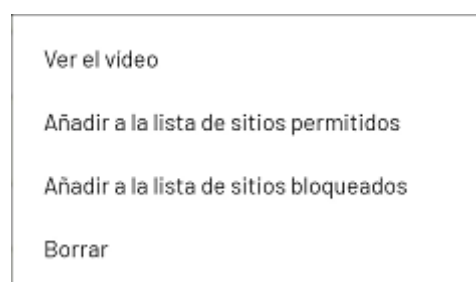 Ver el vídeo
Añadir a la lista de sitios permitidos
Añadir a la lista de sitios bloqueados
Borrar